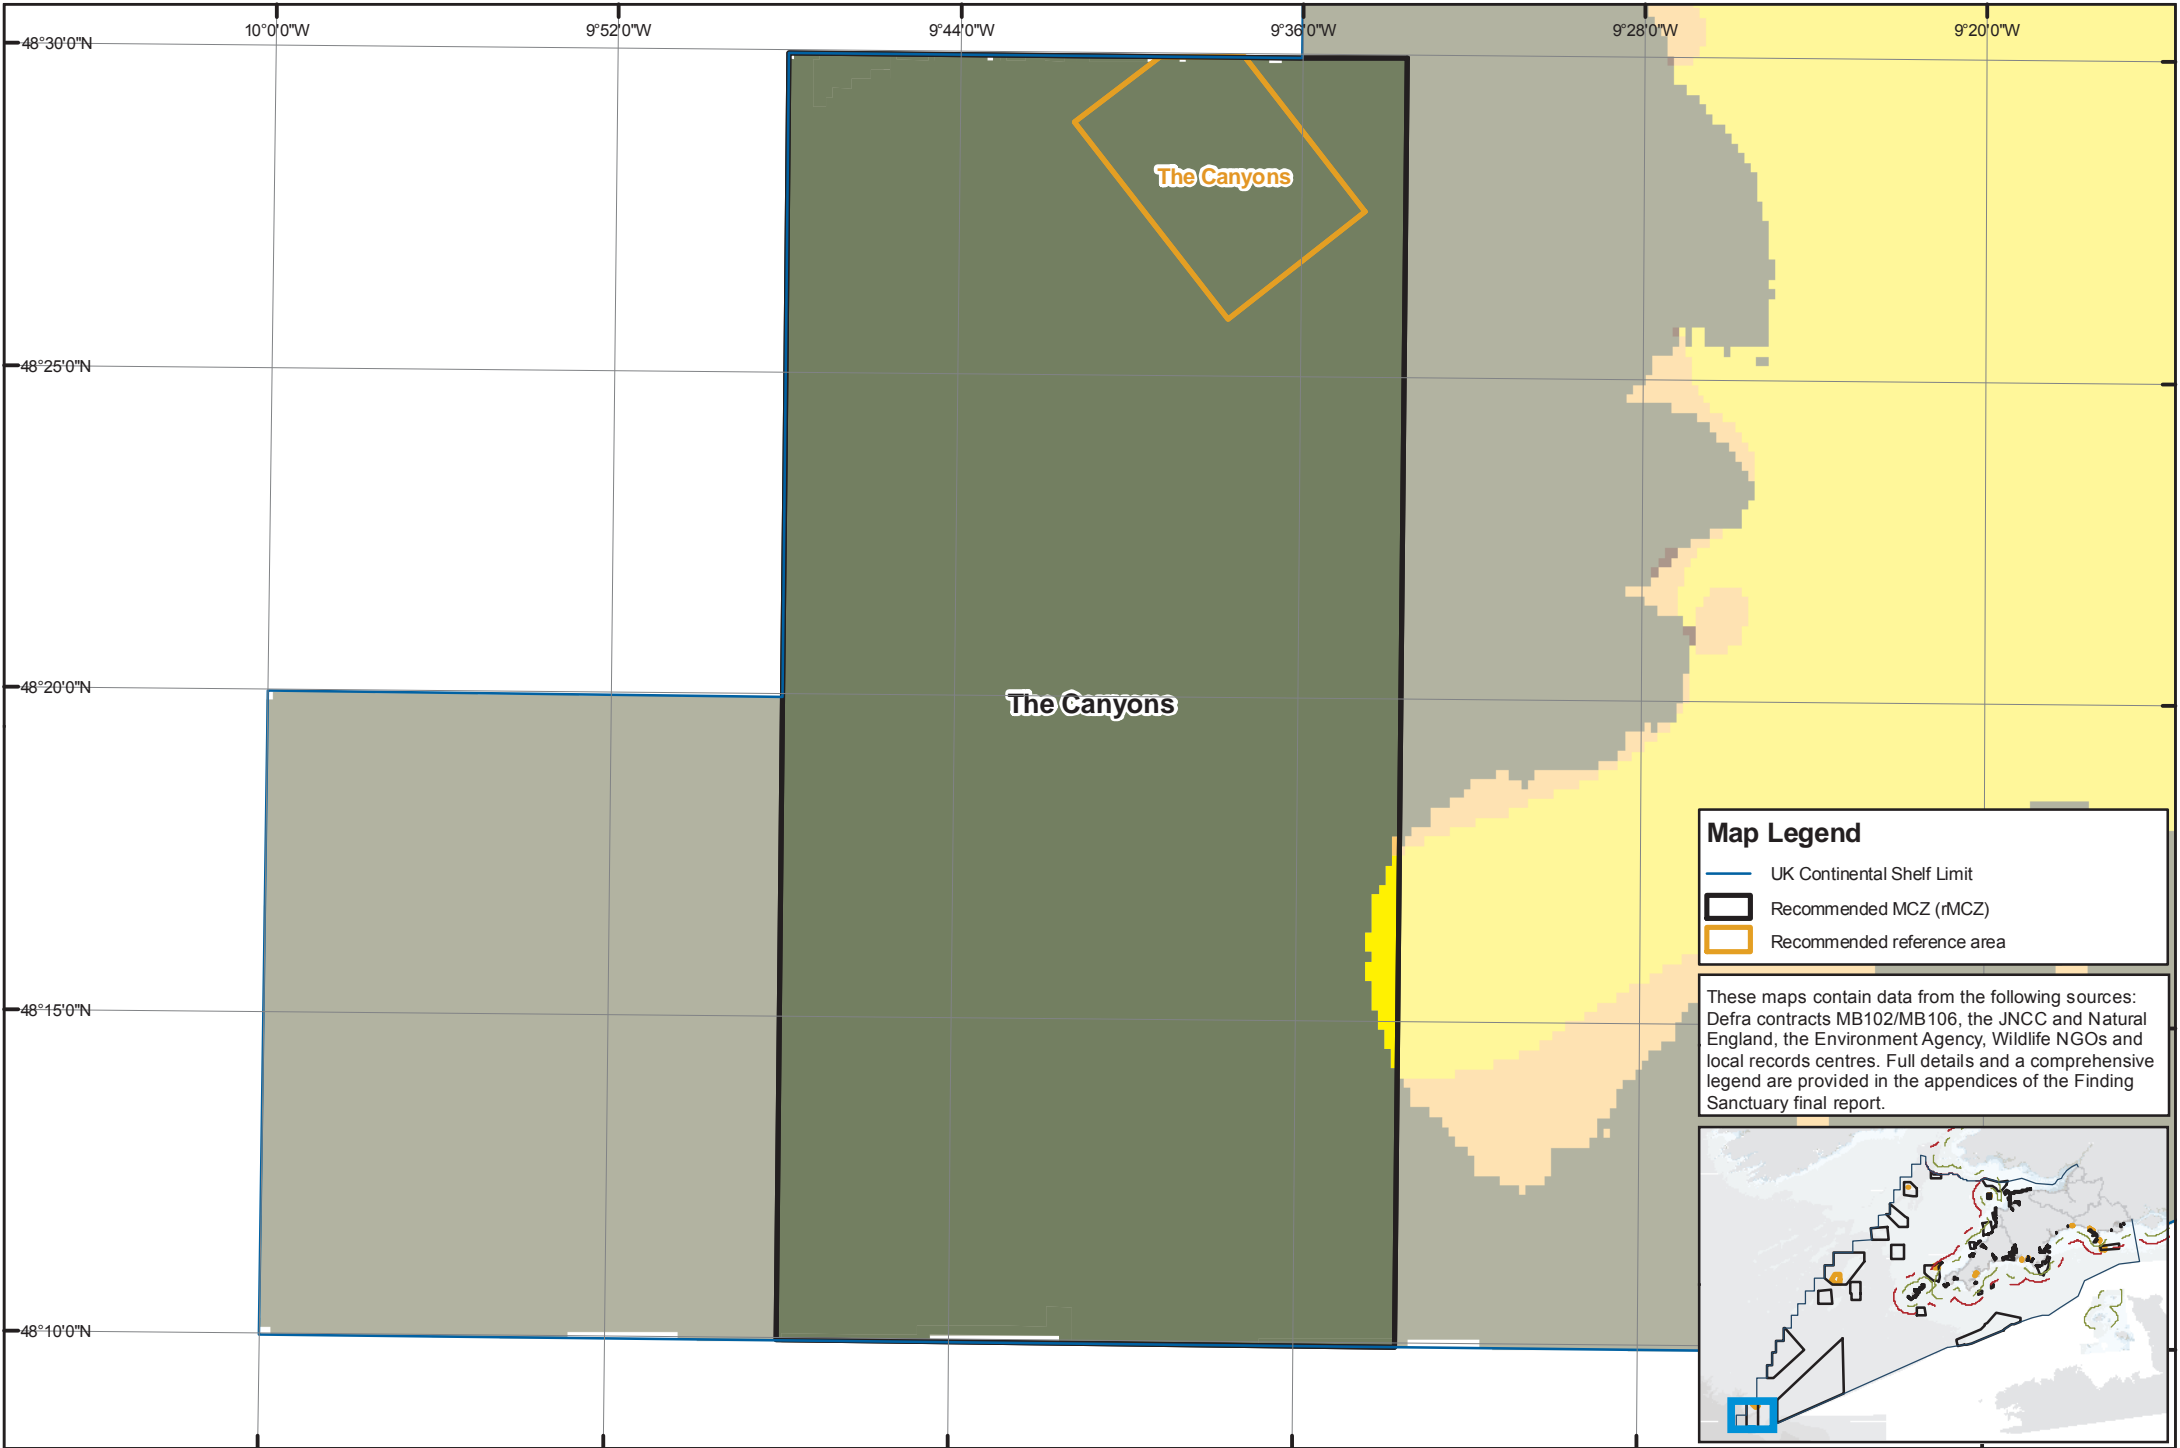 10°0'0"W
9°52'0"W
9°44'0"W
9°36'0"W
9°28'0"W
9°20'0"W
48°30'0"N
The Canyons
48°25'0"N
48°20'0"N
The Canyons
48°15'0"N
48°10'0"N
Map Legend
UK Continental Shelf Limit
Recommended MCZ (rMCZ)
Recommended reference area
These maps contain data from the following sources:
Defra contracts MB102/MB106, the JNCC and Natural
England, the Environment Agency, Wildlife NGOs and
local records centres. Full details and a comprehensive
legend are provided in the appendices of the Finding
Sanctuary final report.